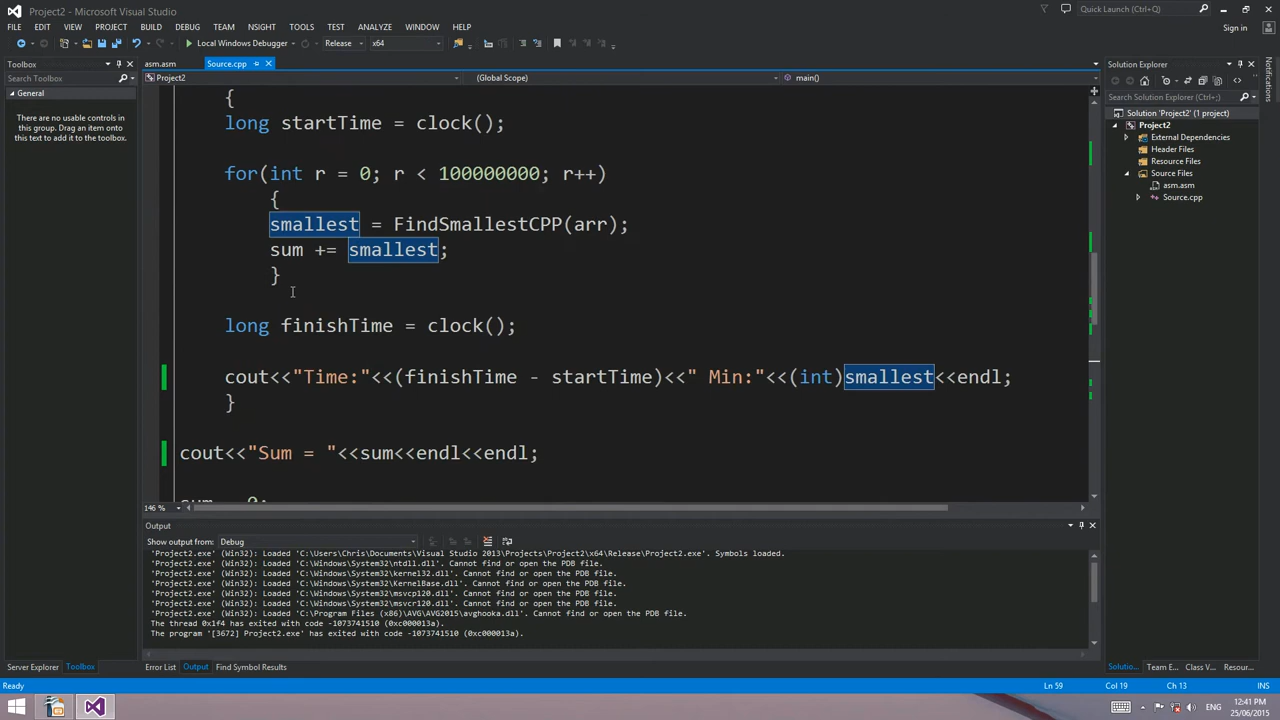 Project2 - Microsoft Visual Studio
Quick Launch (Ctrl+Q)
FILE EDIT VIEW PROJECT BUILD DEBUG TEAM NSIGHT TOOLS TEST ANALYZE WINDOW HELP
Sign in
Local Windows Debugger Release x64
Toolbox
asm.asm Source.cpp
Solution Explorer
Search Toolbox
Project2 (Global Scope) main()
General
There are no usable controls in this group. Drag an item onto this text to add it to the toolbox.
Search Solution Explorer (Ctrl+;)
Solution 'Project2' (1 project)
Project2
External Dependencies
Header Files
Resource Files
Source Files
asm.asm
Source.cpp
Notifications
{
long startTime = clock();
for(int r = 0; r < 100000000; r++)
{
smallest = FindSmallestCPP(arr);
sum += smallest;
}
long finishTime = clock();
cout<<"Time:"<<(finishTime - startTime)<<" Min:"<<(int)smallest<<endl;
}
cout<<"Sum = "<<sum<<endl<<endl;
sum = 0;
146 %
Output
Show output from: Debug
'Project2.exe' (Win32): Loaded 'C:\Users\Chris\Documents\Visual Studio 2013\Projects\Project2\x64\Release\Project2.exe'. Symbols loaded.
'Project2.exe' (Win32): Loaded 'C:\Windows\System32\ntdll.dll'. Cannot find or open the PDB file.
'Project2.exe' (Win32): Loaded 'C:\Windows\System32\kernel32.dll'. Cannot find or open the PDB file.
'Project2.exe' (Win32): Loaded 'C:\Windows\System32\KernelBase.dll'. Cannot find or open the PDB file.
'Project2.exe' (Win32): Loaded 'C:\Windows\System32\msvcp120.dll'. Cannot find or open the PDB file.
'Project2.exe' (Win32): Loaded 'C:\Windows\System32\msvcr120.dll'. Cannot find or open the PDB file.
'Project2.exe' (Win32): Loaded 'C:\Program Files (x86)\AVG\AVG2015\avghooka.dll'. Cannot find or open the PDB file.
The thread 0x1f4 has exited with code -1073741510 (0xc000013a).
The program '[3672] Project2.exe' has exited with code -1073741510 (0xc000013a).
Server Explorer Toolbox
Error List Output Find Symbol Results
Solutio... Team E... Class V... Resour...
Ready
Ln 59 Col 19 Ch 13 INS
ENG
12:41 PM
25/06/2015